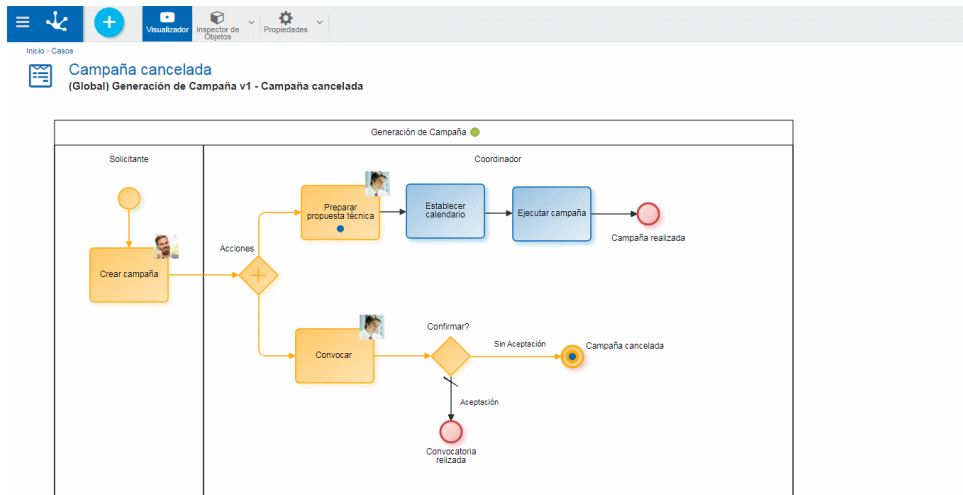 Visualizador
Inspector de
Objetos
Propiedades
Inicio › Casos
Campaña cancelada
(Global) Generación de Campaña v1 - Campaña cancelada
Generación de Campaña
Solicitante
Coordinador
Preparar
propuesta técnica
Establecer
calendario
Ejecutar campaña
Campaña realizada
Acciones
Crear campaña
Confirmar?
Sin Aceptación
Campaña cancelada
Convocar
Aceptación
Convocatoria
relizada